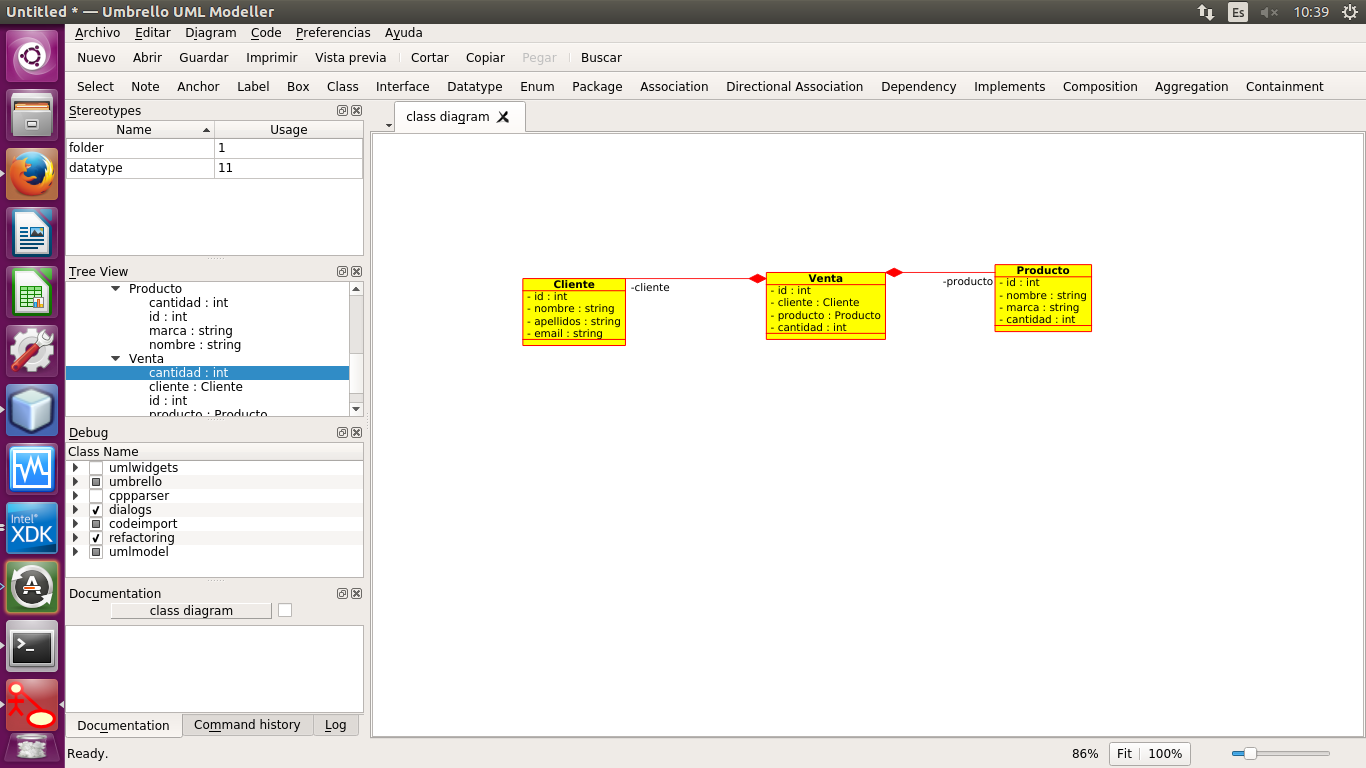 Untitled * — Umbrello UML Modeller
Es
10:39
Archivo Editar Diagram Code Preferencias Ayuda
Nuevo Abrir Guardar Imprimir Vista previa Cortar Copiar Pegar Buscar
Select Note Anchor Label Box Class Interface Datatype Enum Package Association Directional Association Dependency Implements Composition Aggregation Containment
Stereotypes
Name Usage
folder 1
datatype 11
Tree View
Producto
cantidad : int
id : int
marca : string
nombre : string
Venta
cantidad : int
cliente : Cliente
id : int
producto : Producto
Debug
Class Name
umlwidgets
umbrello
cppparser
dialogs
codeimport
refactoring
umlmodel
Documentation
class diagram
Documentation Command history Log
Ready.
class diagram
Cliente
- id : int
- nombre : string
- apellidos : string
- email : string
-cliente
Venta
- id : int
- cliente : Cliente
- producto : Producto
- cantidad : int
-producto
Producto
- id : int
- nombre : string
- marca : string
- cantidad : int
86% Fit 100%
Intel®
XDK
A
>_